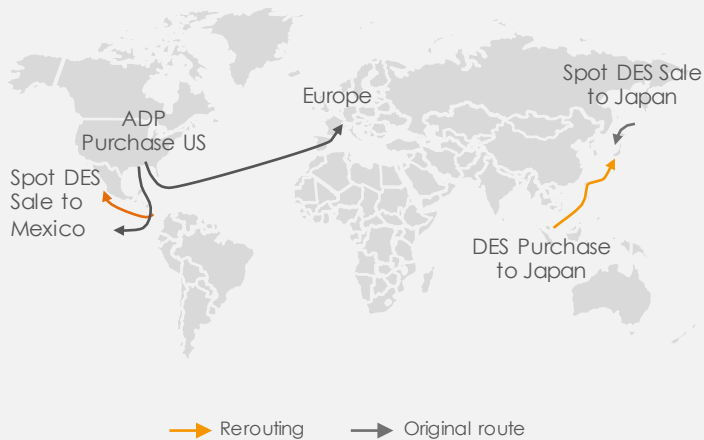 Spot DES Sale
to Japan
Europe
ADP
Purchase US
Spot DES
Sale to
Mexico
DES Purchase
to Japan
Rerouting
Original route